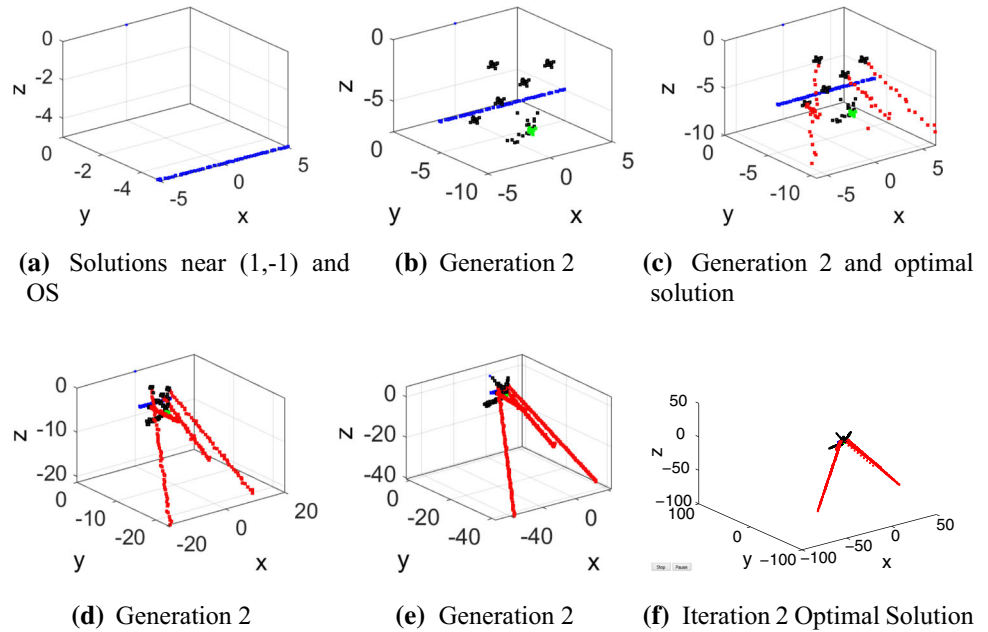 0
-2
-4
z
0
-2
-4
y
-5
0
5
x
(a) Solutions near (1,-1) and
OS
0
-5
z
0
-5
-10
y
-5
0
5
x
(b) Generation 2
0
-5
-10
z
0
-5
y
-5
0
5
x
(c) Generation 2 and optimal
solution
0
-10
-20
z
0
-10
-20
y
-20
0
20
x
(d) Generation 2
0
-20
-40
z
0
-20
-40
y
-40
-20
0
x
(e) Generation 2
50
0
-50
-100
z
100
0
-100
y
-100
-50
0
50
x
Stop
Pause
(f) Iteration 2 Optimal Solution